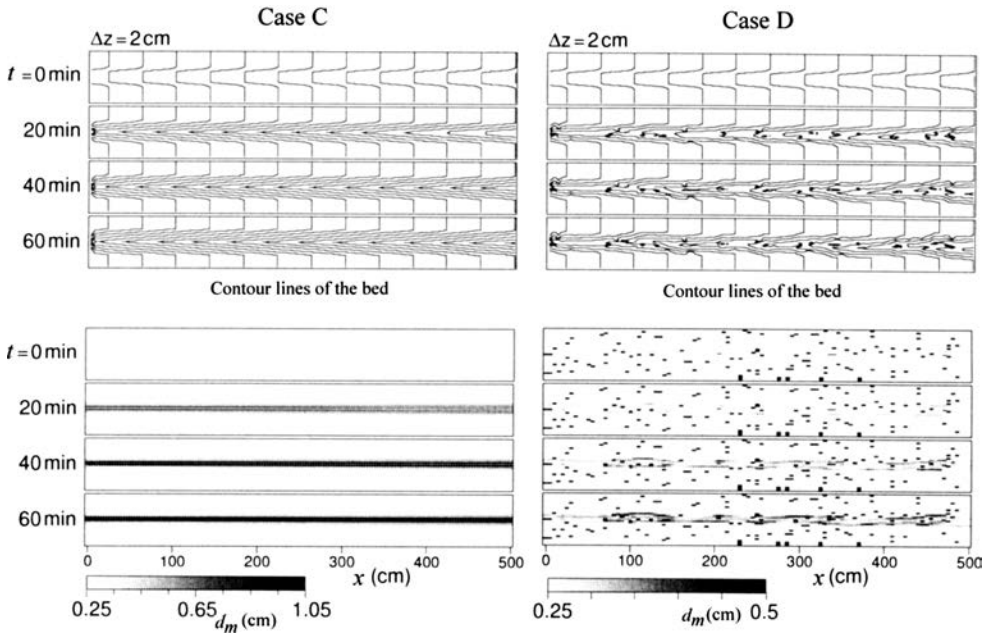 Case C
Case D
Δz = 2 cm
Δz = 2 cm
t = 0 min
20 min
40 min
60 min
Contour lines of the bed
Contour lines of the bed
t = 0 min
20 min
40 min
60 min
0 100 200 300 400 500
x (cm)
0 100 200 300 400 500
x (cm)
0.25 0.65 1.05
d_m (cm)
0.25 0.5
d_m (cm)